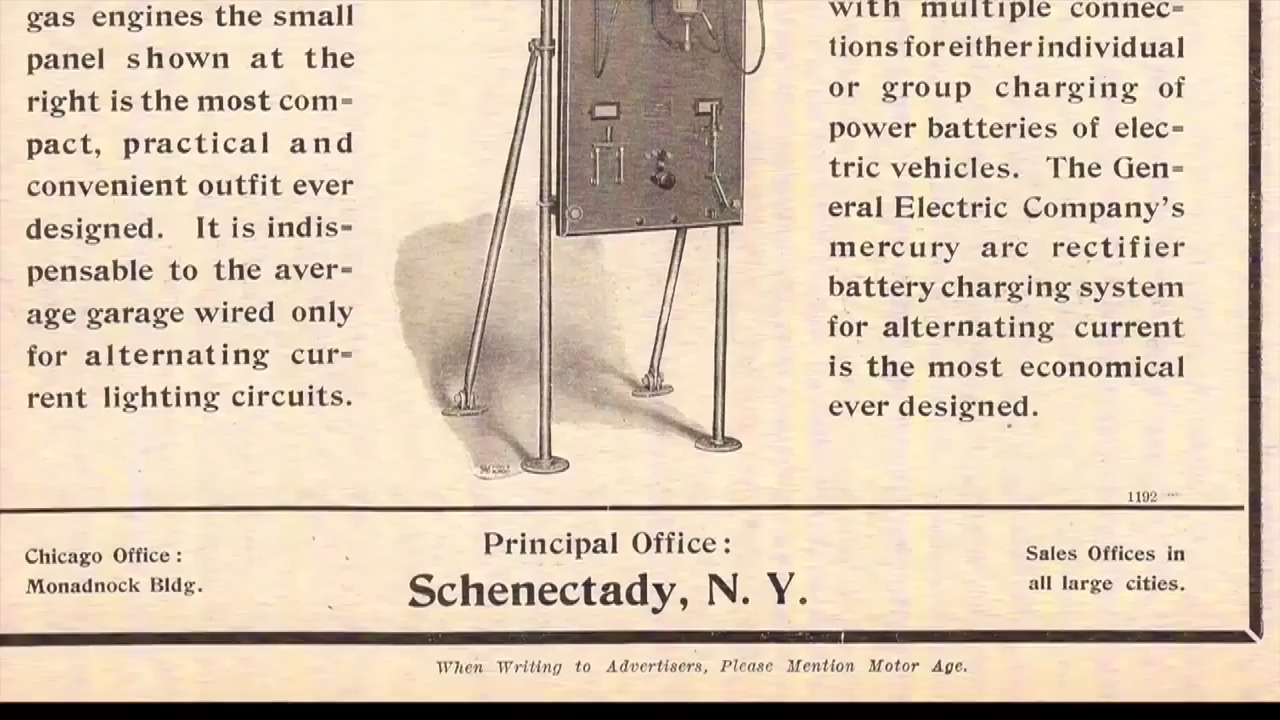 gas engines the small
panel shown at the
right is the most com-
pact, practical and
convenient outfit ever
designed. It is indis-
pensable to the aver-
age garage wired only
for alternating cur-
rent lighting circuits.
with multiple connec-
tions for either individual
or group charging of
power batteries of elec-
tric vehicles. The Gen-
eral Electric Company's
mercury arc rectifier
battery charging system
for alternating current
is the most economical
ever designed.
1192
Chicago Office:
Monadnock Bldg.
Principal Office:
Schenectady, N. Y.
Sales Offices in
all large cities.
When Writing to Advertisers, Please Mention Motor Age.